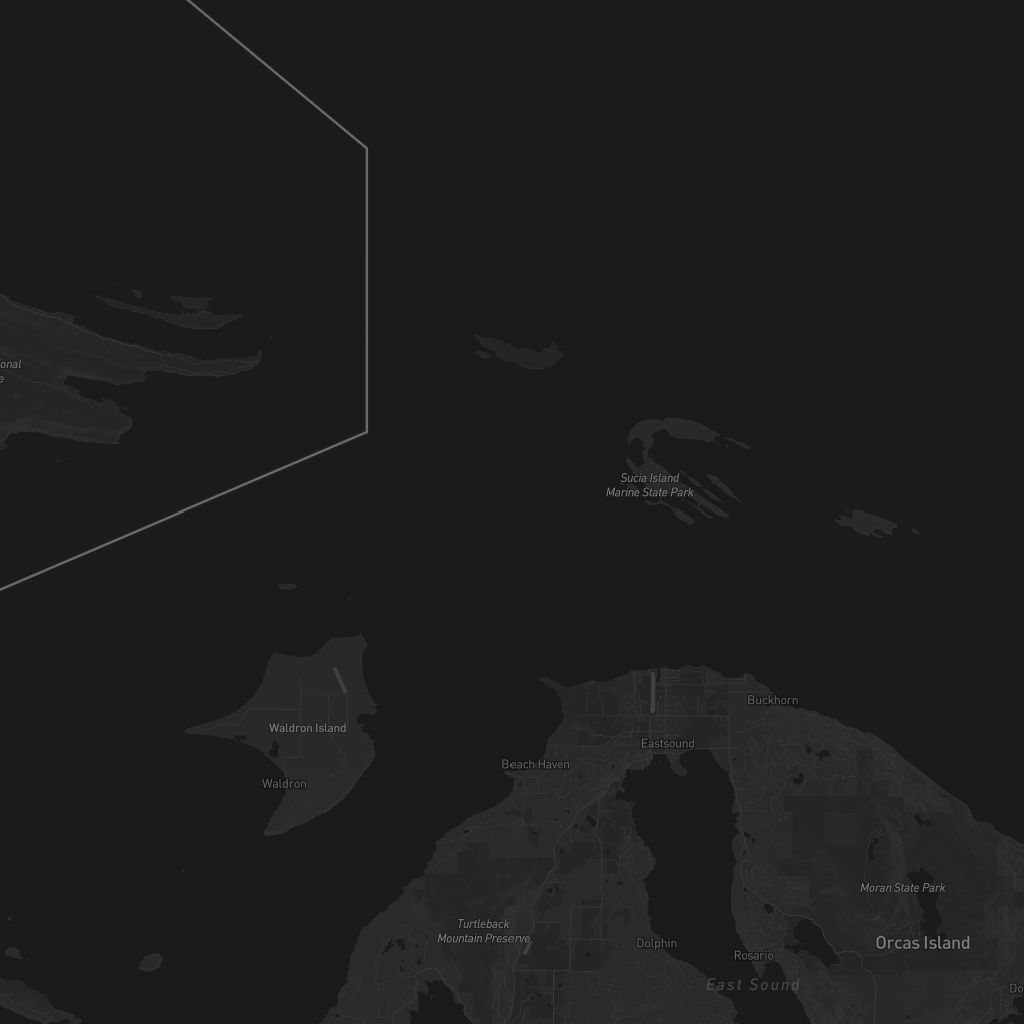 onal
e
Sucia Island
Marine State Park
Buckhorn
Waldron Island
Eastsound
Beach Haven
Waldron
Moran State Park
Turtleback
Mountain Preserve
Dolphin
Orcas Island
Rosario
East Sound
Do